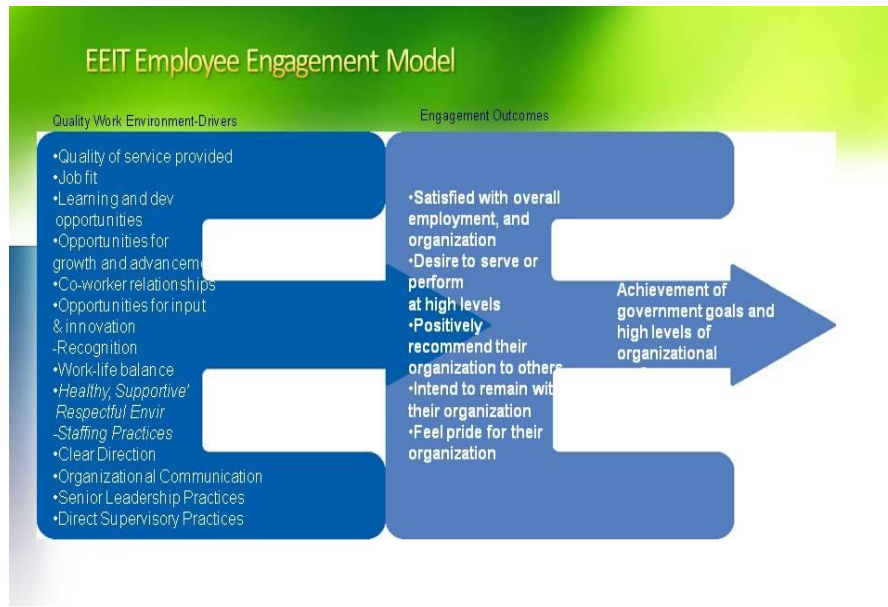 EEIT Employee Engagement Model
Quality Work Environment-Drivers
•Quality of service provided
•Job fit
•Learning and dev
opportunities
•Opportunities for
growth and advanceme
•Co-worker relationships
•Opportunities for input
& innovation
-Recognition
•Work-life balance
•Healthy, Supportive'
Respectful Envir
-Staffing Practices
•Clear Direction
•Organizational Communication
•Senior Leadership Practices
•Direct Supervisory Practices
Engagement Outcomes
•Satisfied with overall
employment, and
organization
•Desire to serve or
perform
at high levels
•Positively
recommend their
organization to others
•Intend to remain wit
their organization
•Feel pride for their
organization
Achievement of
government goals and
high levels of
organizational